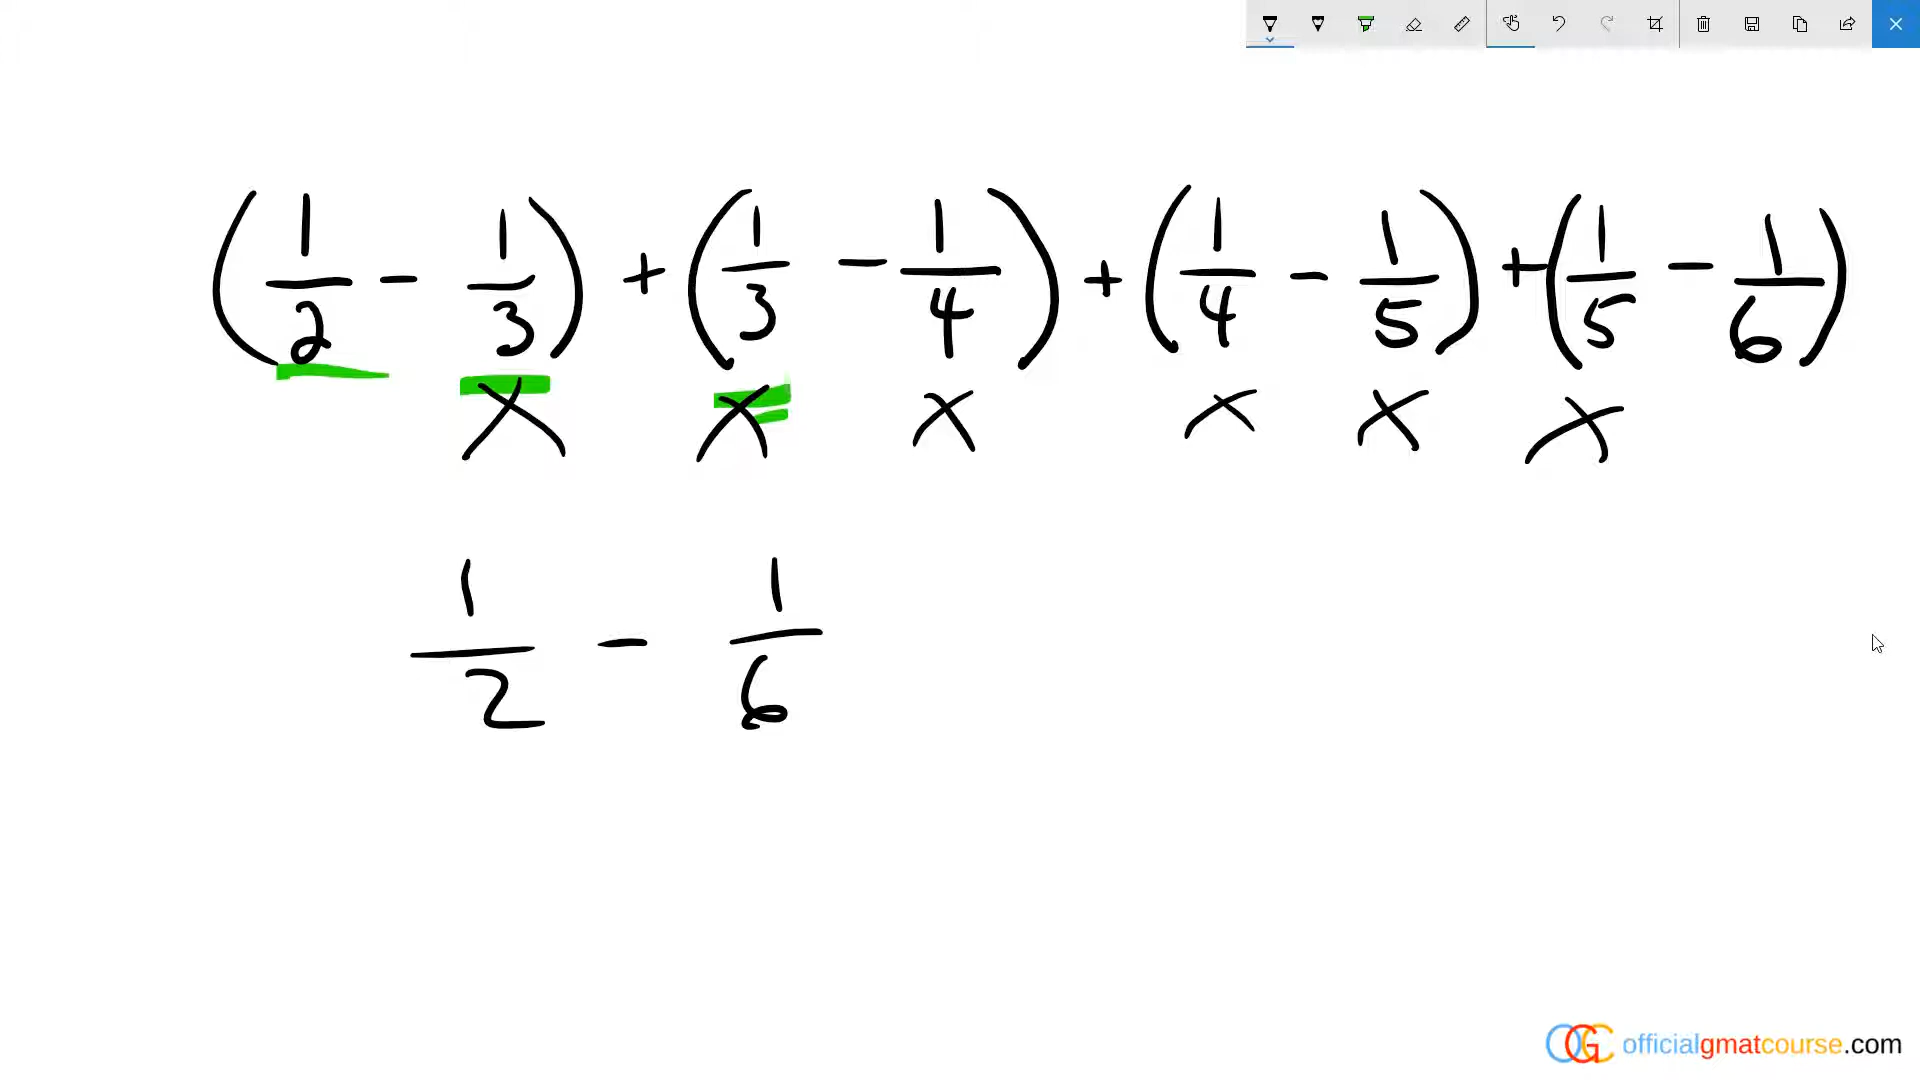 (1/2 - 1/3) + (1/3 - 1/4) + (1/4 - 1/5) + (1/5 - 1/6)
x x x x x x
1/2 - 1/6
OGC officialgmatcourse.com